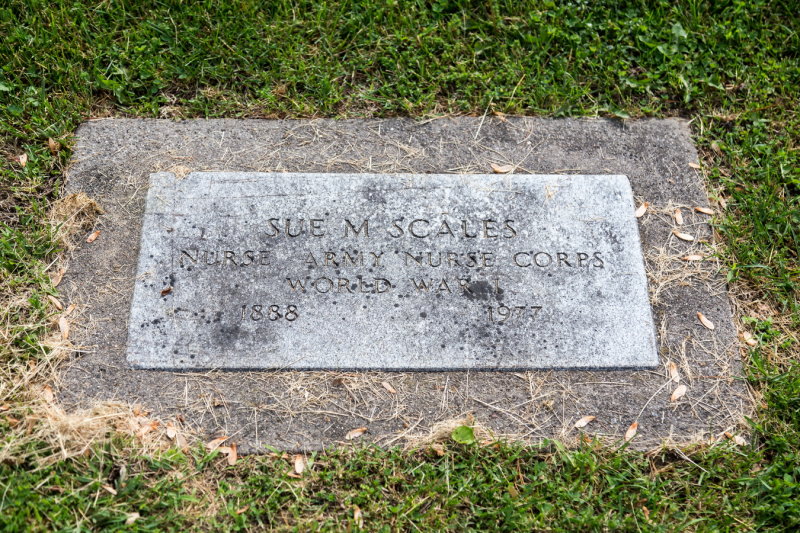 SUE M SCALES
NURSE ARMY NURSE CORPS
WORLD WAR I
1888 1977